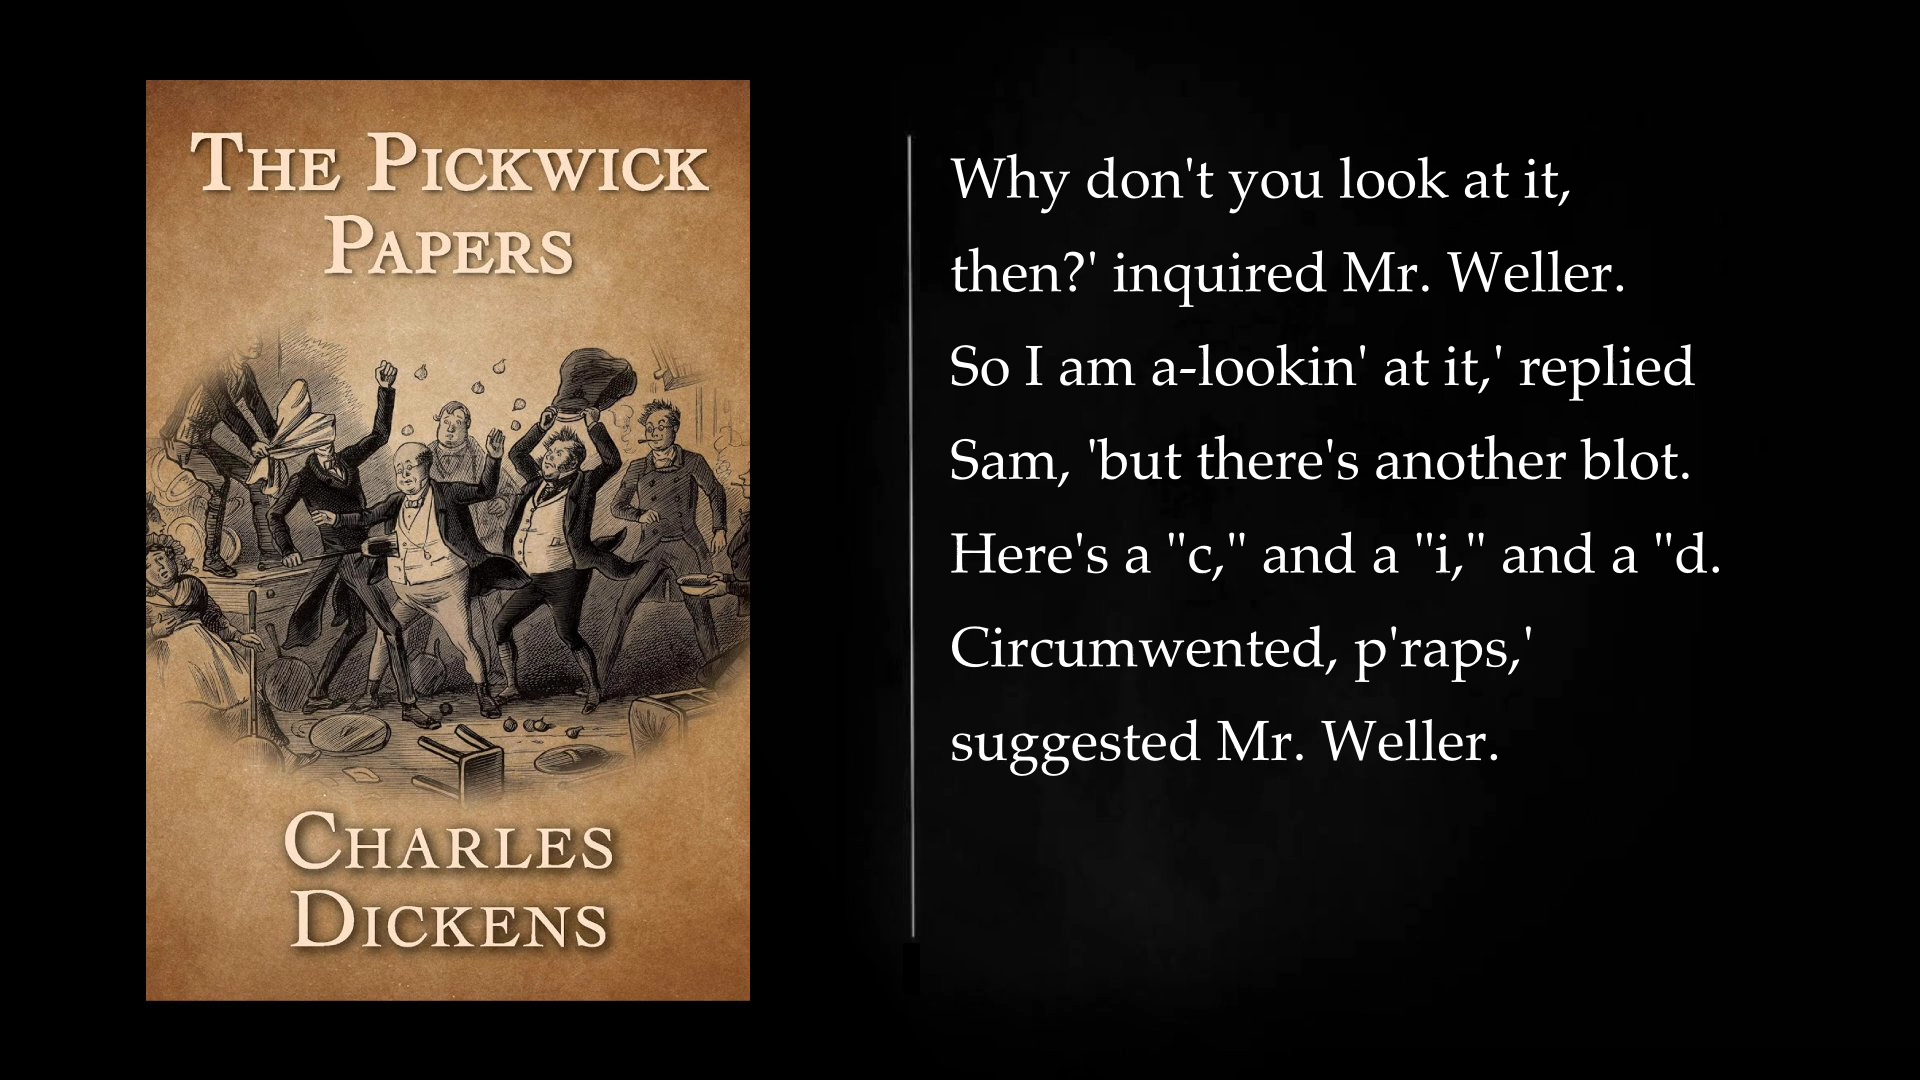 The Pickwick
Papers
Charles
Dickens
Why don't you look at it,
then?' inquired Mr. Weller.
So I am a-lookin' at it,' replied
Sam, 'but there's another blot.
Here's a "c," and a "i," and a "d.
Circumwented, p'raps,'
suggested Mr. Weller.